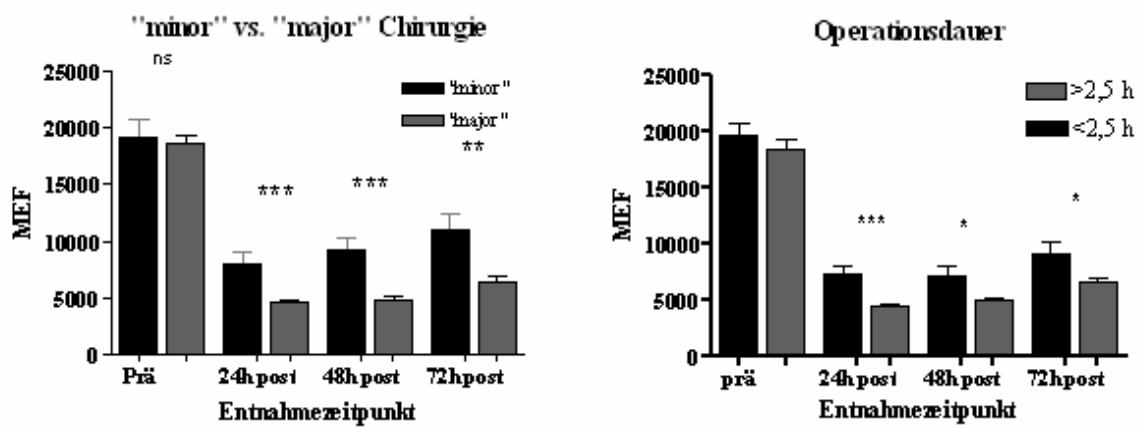 "minor" vs. "major" Chirurgie
ns
25000
20000
15000
10000
5000
0
MEF
"minor"
"major"
***
***
**
Prä
24h post
48h post
72h post
Entnahmezeitpunkt
Operationsdauer
25000
20000
15000
10000
5000
0
MEF
>2,5 h
<2,5 h
***
*
*
prä
24h post
48h post
72h post
Entnahmezeitpunkt